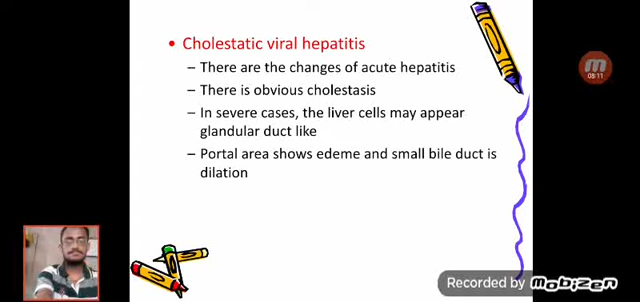 • Cholestatic viral hepatitis
– There are the changes of acute hepatitis
– There is obvious cholestasis
– In severe cases, the liver cells may appear
glandular duct like
– Portal area shows edeme and small bile duct is
dilation
08:11
Recorded by mobizen